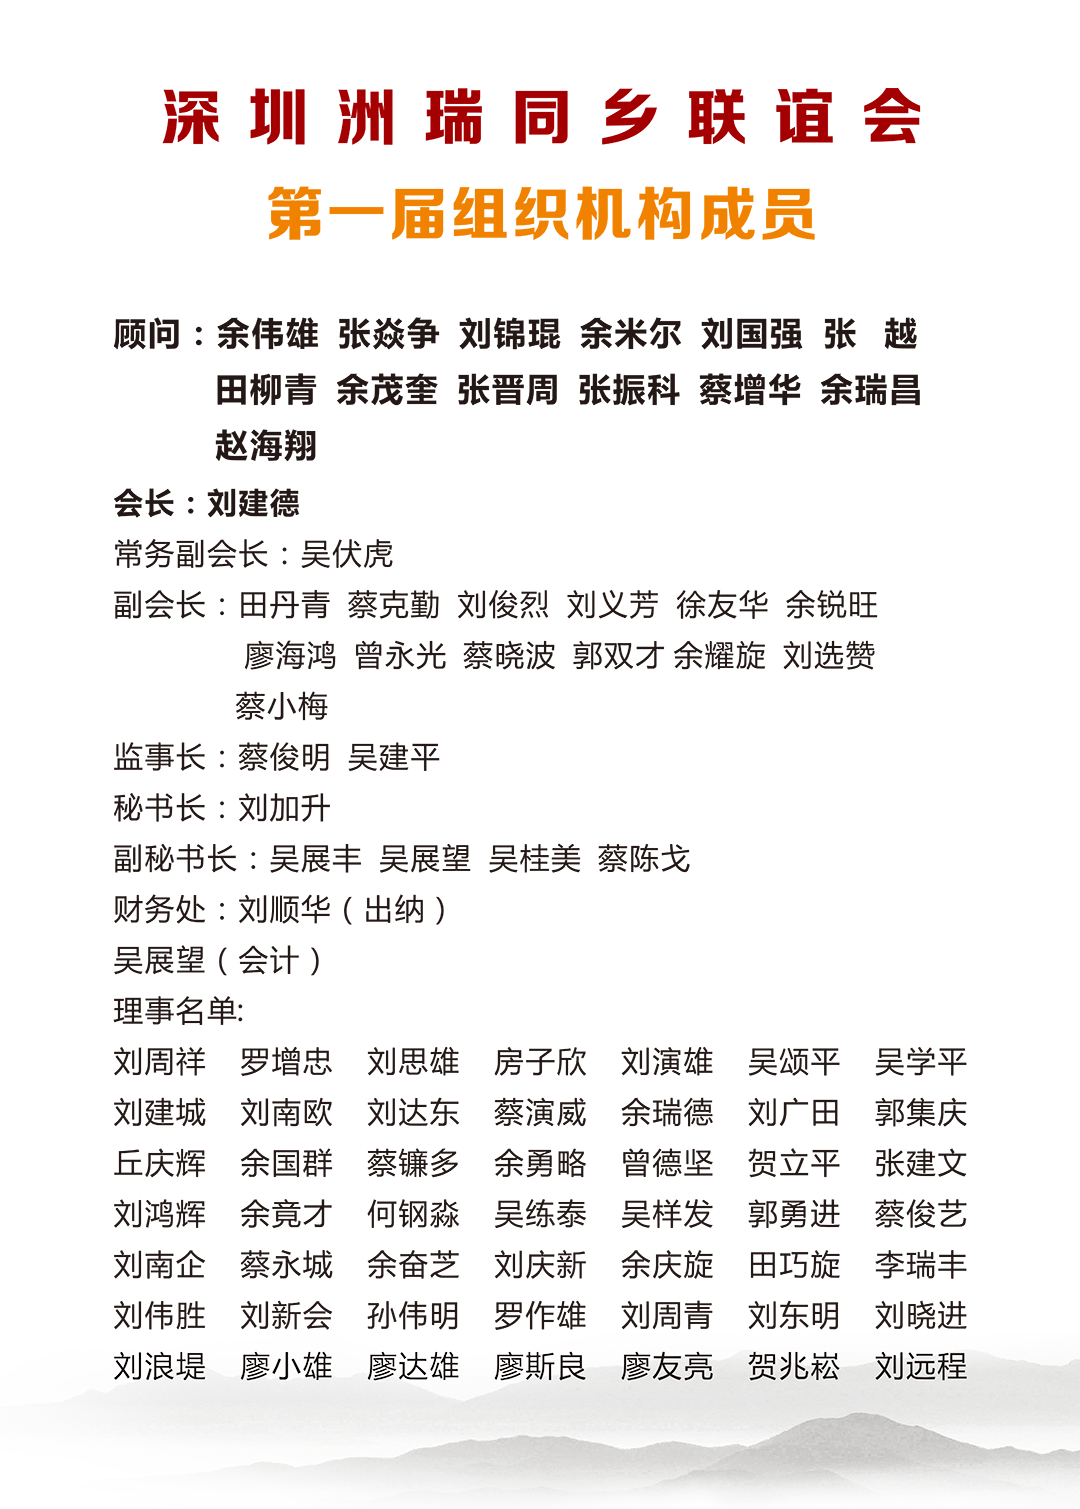 深圳洲瑞同乡联谊会
第一届组织机构成员
顾问：余伟雄 张焱争 刘锦琨 余米尔 刘国强 张 越
田柳青 余茂奎 张晋周 张振科 蔡增华 余瑞昌
赵海翔
会长：刘建德
常务副会长：吴伏虎
副会长：田丹青 蔡克勤 刘俊烈 刘义芳 徐友华 余锐旺
廖海鸿 曾永光 蔡晓波 郭双才 余耀旋 刘选赞
蔡小梅
监事长：蔡俊明 吴建平
秘书长：刘加升
副秘书长：吴展丰 吴展望 吴桂美 蔡陈戈
财务处：刘顺华（出纳）
吴展望（会计）
理事名单:
刘周祥 罗增忠 刘思雄 房子欣 刘演雄 吴颂平 吴学平
刘建城 刘南欧 刘达东 蔡演威 余瑞德 刘广田 郭集庆
丘庆辉 余国群 蔡镰多 余勇略 曾德坚 贺立平 张建文
刘鸿辉 余竟才 何钢淼 吴练泰 吴样发 郭勇进 蔡俊艺
刘南企 蔡永城 余奋芝 刘庆新 余庆旋 田巧旋 李瑞丰
刘伟胜 刘新会 孙伟明 罗作雄 刘周青 刘东明 刘晓进
刘浪堤 廖小雄 廖达雄 廖斯良 廖友亮 贺兆崧 刘远程